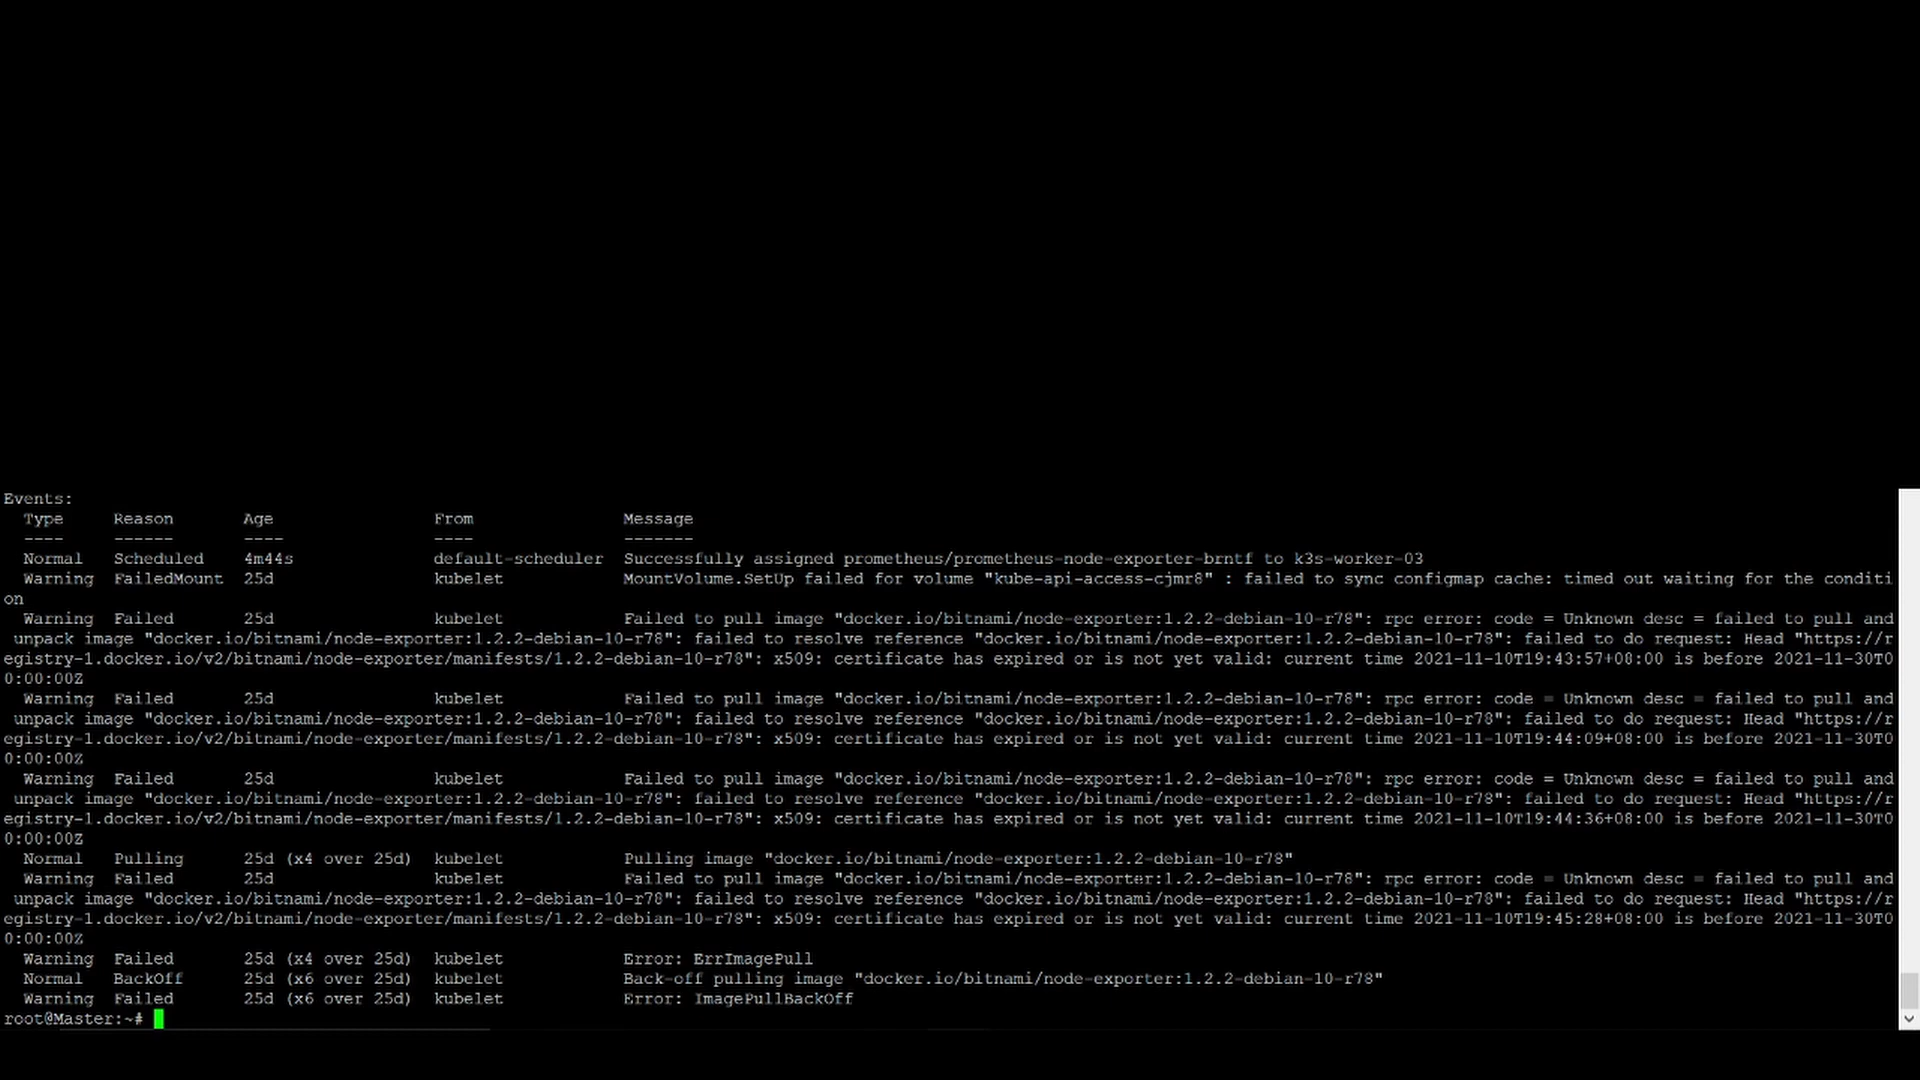 Events:
  Type     Reason       Age                From               Message
  ----     ------       ----               ----               -------
  Normal   Scheduled    4m44s              default-scheduler  Successfully assigned prometheus/prometheus-node-exporter-brntf to k3s-worker-03
  Warning  FailedMount  25d                kubelet            MountVolume.SetUp failed for volume "kube-api-access-cjmr8" : failed to sync configmap cache: timed out waiting for the conditi
on
  Warning  Failed       25d                kubelet            Failed to pull image "docker.io/bitnami/node-exporter:1.2.2-debian-10-r78": rpc error: code = Unknown desc = failed to pull and
 unpack image "docker.io/bitnami/node-exporter:1.2.2-debian-10-r78": failed to resolve reference "docker.io/bitnami/node-exporter:1.2.2-debian-10-r78": failed to do request: Head "https://r
egistry-1.docker.io/v2/bitnami/node-exporter/manifests/1.2.2-debian-10-r78": x509: certificate has expired or is not yet valid: current time 2021-11-10T19:43:57+08:00 is before 2021-11-30T0
0:00:00Z
  Warning  Failed       25d                kubelet            Failed to pull image "docker.io/bitnami/node-exporter:1.2.2-debian-10-r78": rpc error: code = Unknown desc = failed to pull and
 unpack image "docker.io/bitnami/node-exporter:1.2.2-debian-10-r78": failed to resolve reference "docker.io/bitnami/node-exporter:1.2.2-debian-10-r78": failed to do request: Head "https://r
egistry-1.docker.io/v2/bitnami/node-exporter/manifests/1.2.2-debian-10-r78": x509: certificate has expired or is not yet valid: current time 2021-11-10T19:44:09+08:00 is before 2021-11-30T0
0:00:00Z
  Warning  Failed       25d                kubelet            Failed to pull image "docker.io/bitnami/node-exporter:1.2.2-debian-10-r78": rpc error: code = Unknown desc = failed to pull and
 unpack image "docker.io/bitnami/node-exporter:1.2.2-debian-10-r78": failed to resolve reference "docker.io/bitnami/node-exporter:1.2.2-debian-10-r78": failed to do request: Head "https://r
egistry-1.docker.io/v2/bitnami/node-exporter/manifests/1.2.2-debian-10-r78": x509: certificate has expired or is not yet valid: current time 2021-11-10T19:44:36+08:00 is before 2021-11-30T0
0:00:00Z
  Normal   Pulling      25d (x4 over 25d)  kubelet            Pulling image "docker.io/bitnami/node-exporter:1.2.2-debian-10-r78"
  Warning  Failed       25d                kubelet            Failed to pull image "docker.io/bitnami/node-exporter:1.2.2-debian-10-r78": rpc error: code = Unknown desc = failed to pull and
 unpack image "docker.io/bitnami/node-exporter:1.2.2-debian-10-r78": failed to resolve reference "docker.io/bitnami/node-exporter:1.2.2-debian-10-r78": failed to do request: Head "https://r
egistry-1.docker.io/v2/bitnami/node-exporter/manifests/1.2.2-debian-10-r78": x509: certificate has expired or is not yet valid: current time 2021-11-10T19:45:28+08:00 is before 2021-11-30T0
0:00:00Z
  Warning  Failed       25d (x4 over 25d)  kubelet            Error: ErrImagePull
  Normal   BackOff      25d (x6 over 25d)  kubelet            Back-off pulling image "docker.io/bitnami/node-exporter:1.2.2-debian-10-r78"
  Warning  Failed       25d (x6 over 25d)  kubelet            Error: ImagePullBackOff
root@Master:~#